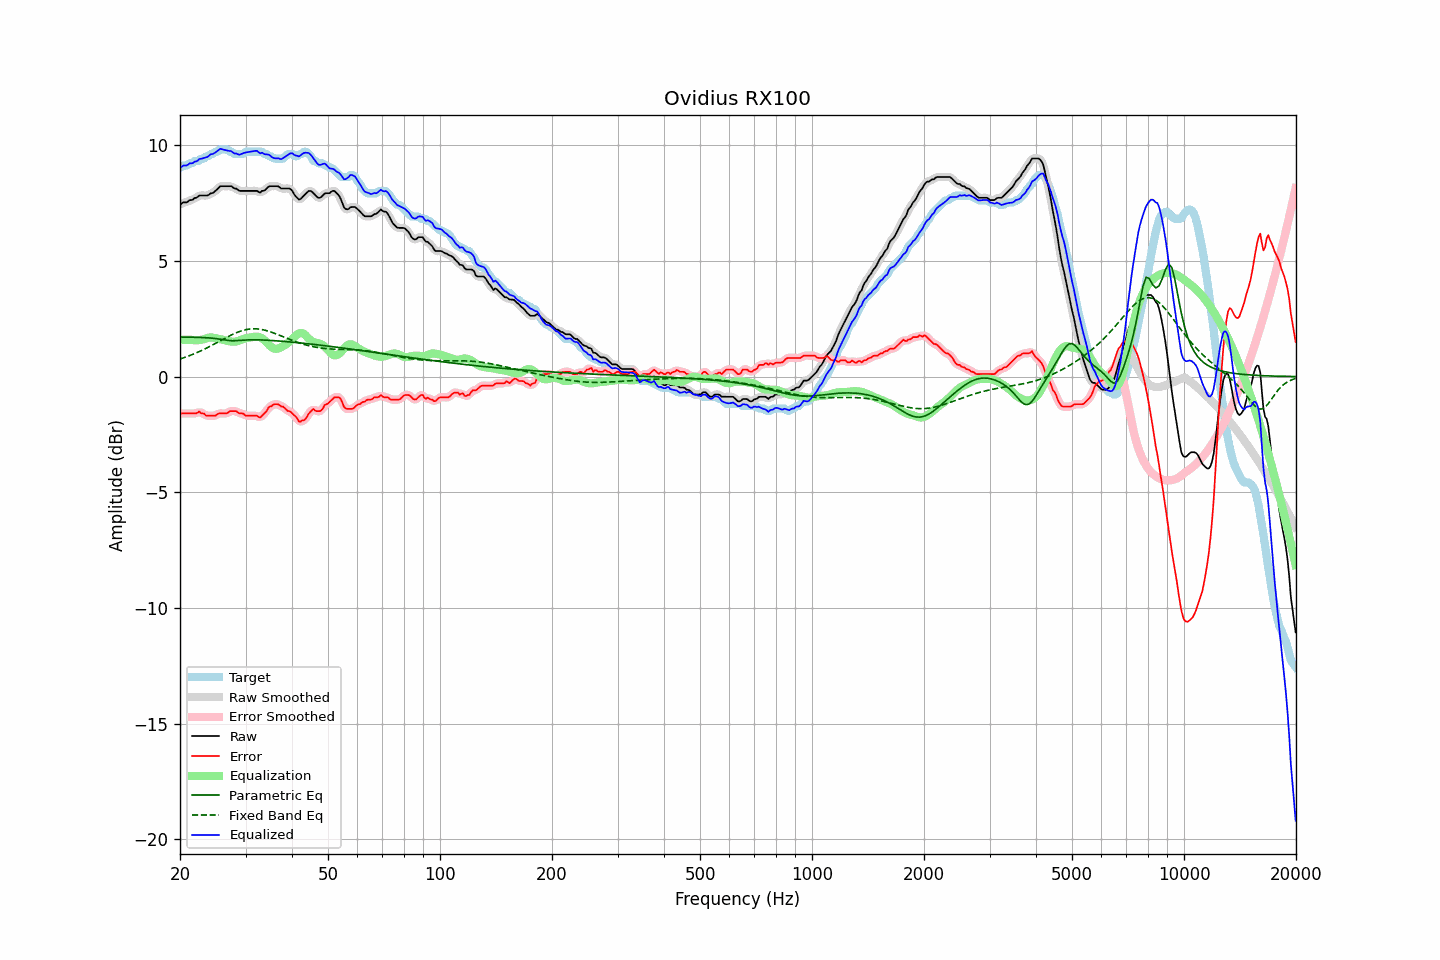 Ovidius RX100
10
5
0
−5
−10
−15
−20
Amplitude (dBr)
Target
Raw Smoothed
Error Smoothed
Raw
Error
Equalization
Parametric Eq
Fixed Band Eq
Equalized
20 50 100 200 500 1000 2000 5000 10000 20000
Frequency (Hz)